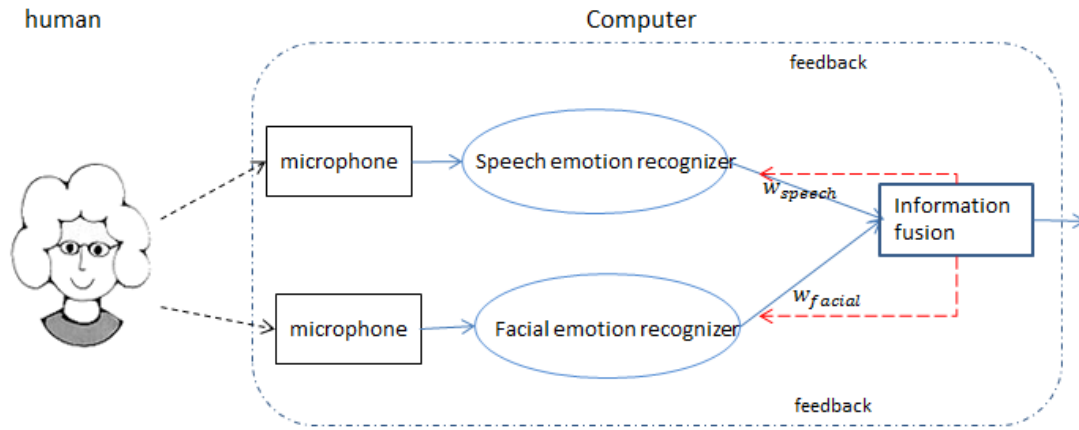 human
Computer
feedback
microphone
Speech emotion recognizer
w_speech
Information
fusion
microphone
Facial emotion recognizer
w_facial
feedback